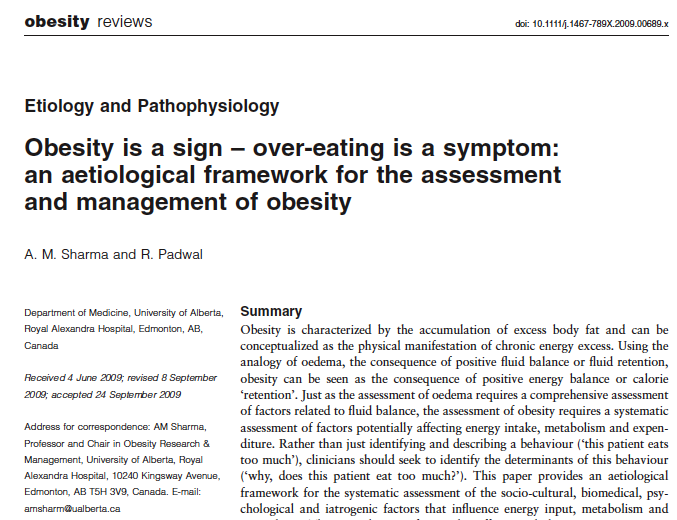 obesity reviews
doi: 10.1111/j.1467-789X.2009.00689.x
Etiology and Pathophysiology
Obesity is a sign – over-eating is a symptom:
an aetiological framework for the assessment
and management of obesity
A. M. Sharma and R. Padwal
Department of Medicine, University of Alberta,
Royal Alexandra Hospital, Edmonton, AB,
Canada
Received 4 June 2009; revised 8 September
2009; accepted 24 September 2009
Address for correspondence: AM Sharma,
Professor and Chair in Obesity Research &
Management, University of Alberta, Royal
Alexandra Hospital, 10240 Kingsway Avenue,
Edmonton, AB T5H 3V9, Canada. E-mail:
amsharm@ualberta.ca
Summary
Obesity is characterized by the accumulation of excess body fat and can be
conceptualized as the physical manifestation of chronic energy excess. Using the
analogy of oedema, the consequence of positive fluid balance or fluid retention,
obesity can be seen as the consequence of positive energy balance or calorie
‘retention’. Just as the assessment of oedema requires a comprehensive assessment
of factors related to fluid balance, the assessment of obesity requires a systematic
assessment of factors potentially affecting energy intake, metabolism and expen-
diture. Rather than just identifying and describing a behaviour (‘this patient eats
too much’), clinicians should seek to identify the determinants of this behaviour
(‘why, does this patient eat too much?’). This paper provides an aetiological
framework for the systematic assessment of the socio-cultural, biomedical, psy-
chological and iatrogenic factors that influence energy input, metabolism and